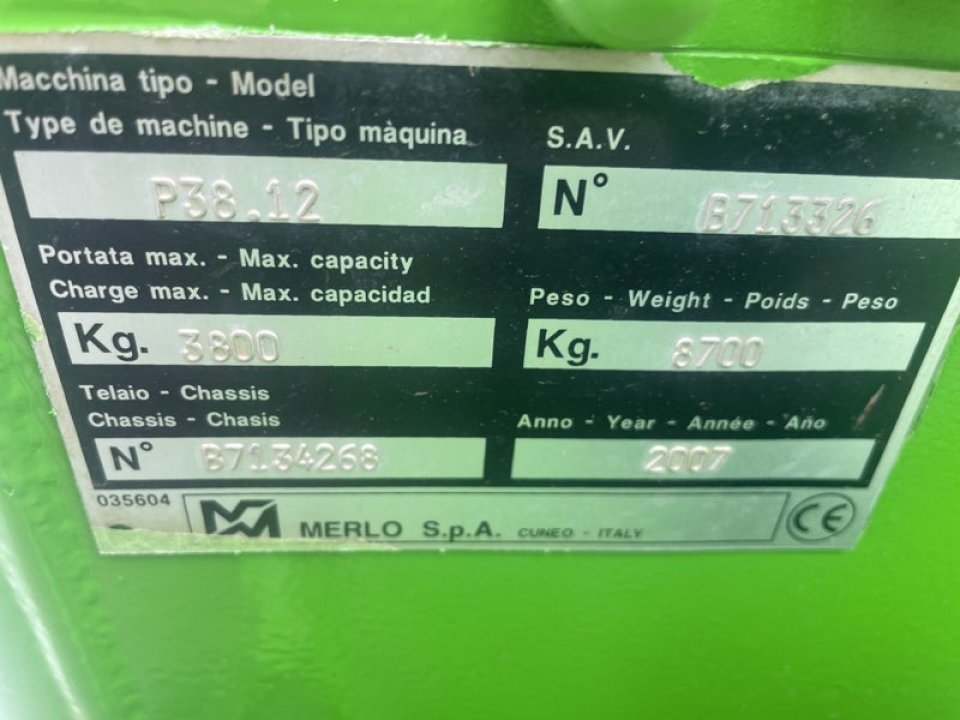 Macchina tipo - Model
Type de machine - Tipo màquina
P38.12
S.A.V.
N° B713326
Portata max. - Max. capacity
Charge max. - Max. capacidad
Kg. 3800
Peso - Weight - Poids - Peso
Kg. 8700
Telaio - Chassis
Chassis - Chasis
N° B7134268
Anno - Year - Année - Año
2007
035604
MERLO S.p.A. CUNEO - ITALY
CE